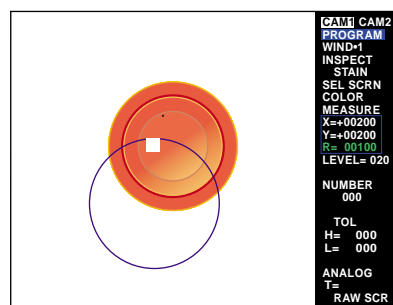 CAM1 CAM2
PROGRAM
WIND•1
INSPECT
STAIN
SEL SCRN
COLOR
MEASURE
X=+00200
Y=+00200
R= 00100
LEVEL= 020
NUMBER
000
TOL
H= 000
L= 000
ANALOG
T=
RAW SCR